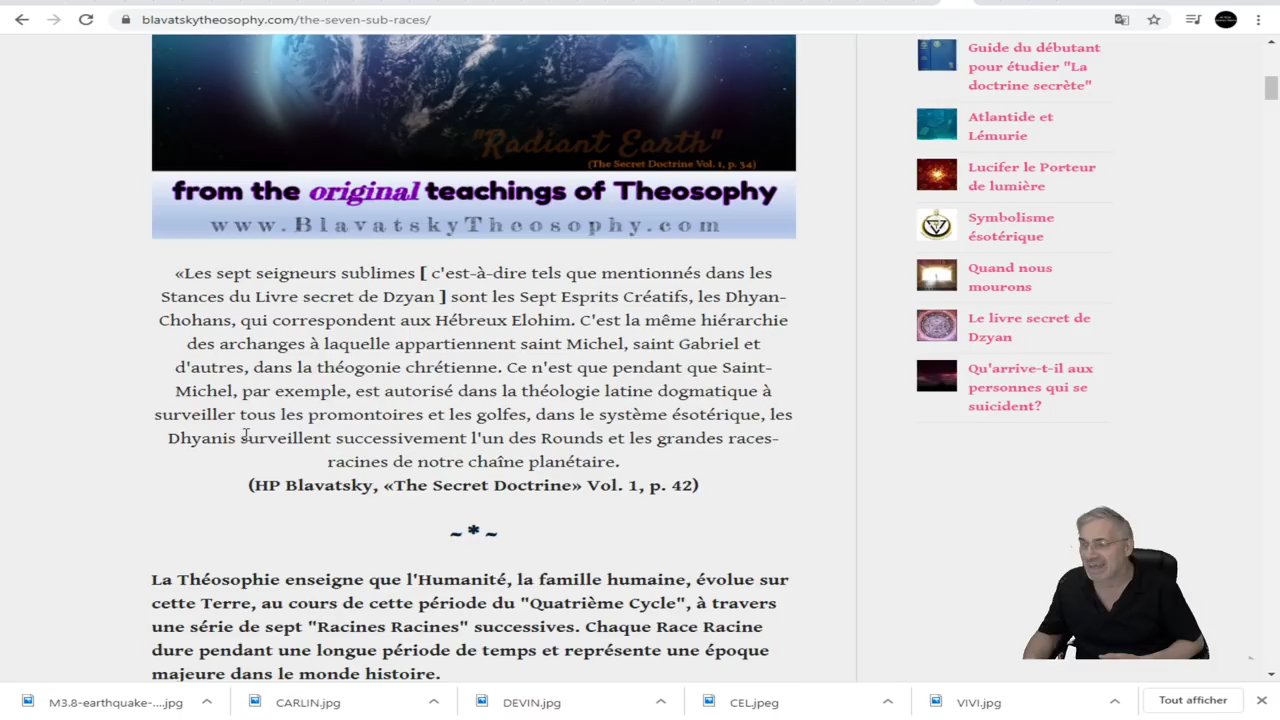 blavatskytheosophy.com/the-seven-sub-races/
"Radiant Earth"
(The Secret Doctrine Vol. 1, p. 34)
from the original teachings of Theosophy
www.BlavatskyTheosophy.com
«Les sept seigneurs sublimes [ c'est-à-dire tels que mentionnés dans les
Stances du Livre secret de Dzyan ] sont les Sept Esprits Créatifs, les Dhyan-
Chohans, qui correspondent aux Hébreux Elohim. C'est la même hiérarchie
des archanges à laquelle appartiennent saint Michel, saint Gabriel et
d'autres, dans la théogonie chrétienne. Ce n'est que pendant que Saint-
Michel, par exemple, est autorisé dans la théologie latine dogmatique à
surveiller tous les promontoires et les golfes, dans le système ésotérique, les
Dhyanis surveillent successivement l'un des Rounds et les grandes races-
racines de notre chaîne planétaire.
(HP Blavatsky, «The Secret Doctrine» Vol. 1, p. 42)
~ * ~
La Théosophie enseigne que l'Humanité, la famille humaine, évolue sur
cette Terre, au cours de cette période du "Quatrième Cycle", à travers
une série de sept "Racines Racines" successives. Chaque Race Racine
dure pendant une longue période de temps et représente une époque
majeure dans le monde histoire.
Guide du débutant
pour étudier "La
doctrine secrète"
Atlantide et
Lémurie
Lucifer le Porteur
de lumière
Symbolisme
ésotérique
Quand nous
mourons
Le livre secret de
Dzyan
Qu'arrive-t-il aux
personnes qui se
suicident?
M3.8-earthquake-....jpg
CARLIN.jpg
DEVIN.jpg
CEL.jpeg
VIVI.jpg
Tout afficher